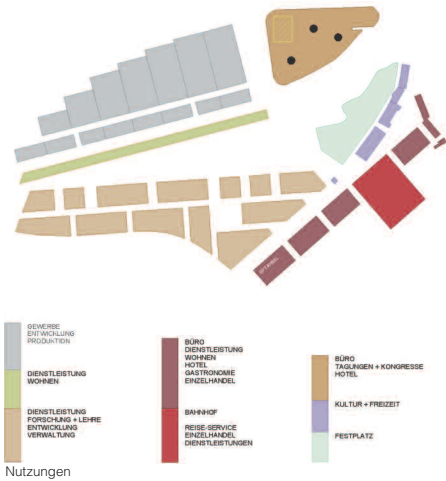 GEWERBE
ENTWICKLUNG
PRODUKTION
DIENSTLEISTUNG
WOHNEN
DIENSTLEISTUNG
FORSCHUNG + LEHRE
ENTWICKLUNG
VERWALTUNG
BÜRO
DIENSTLEISTUNG
WOHNEN
HOTEL
GASTRONOMIE
EINZELHANDEL
BAHNHOF
REISE-SERVICE
EINZELHANDEL
DIENSTLEISTUNGEN
BÜRO
TAGUNGEN + KONGRESSE
HOTEL
KULTUR + FREIZEIT
FESTPLATZ
Nutzungen